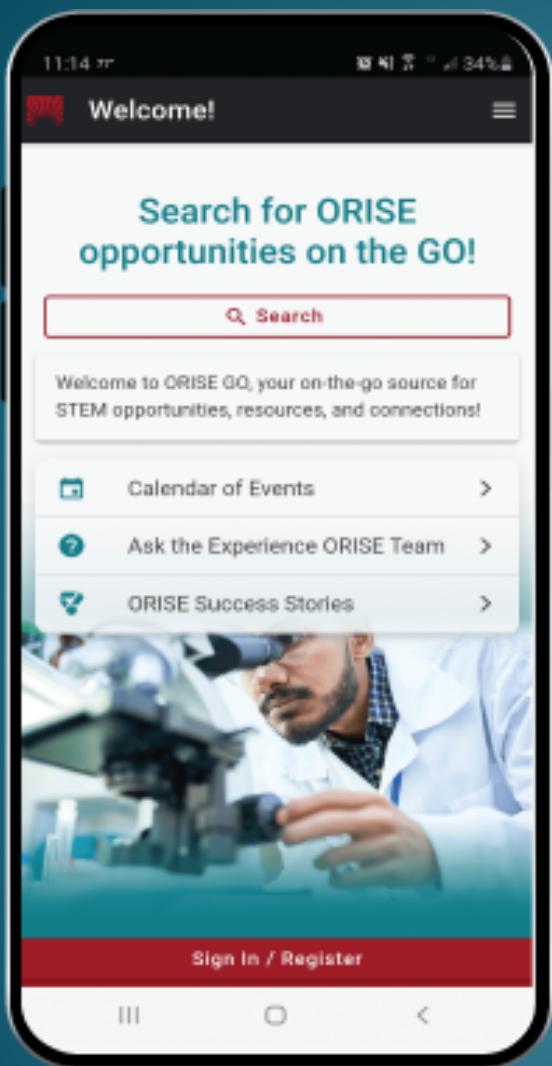 11:14
34%
Welcome!
Search for ORISE
opportunities on the GO!
Search
Welcome to ORISE GO, your on-the-go source for
STEM opportunities, resources, and connections!
Calendar of Events
Ask the Experience ORISE Team
ORISE Success Stories
Sign In / Register